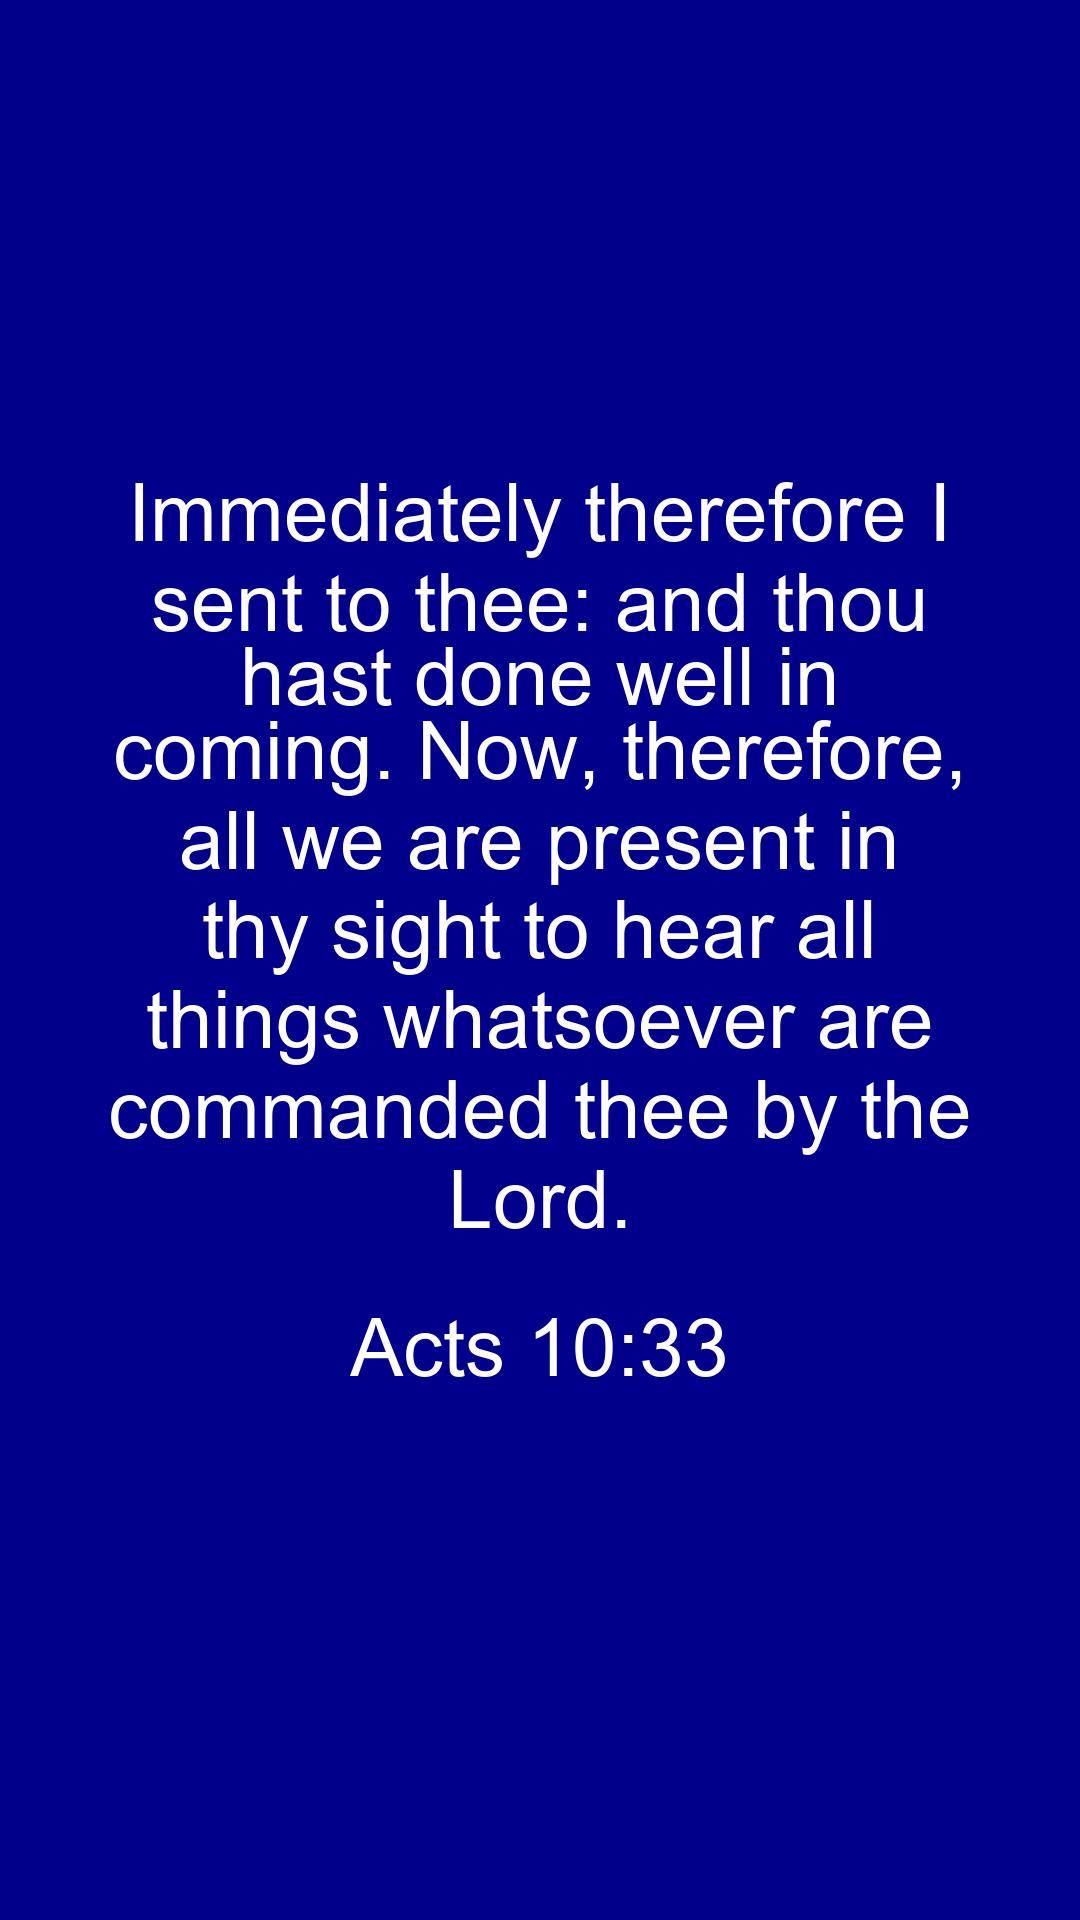 Immediately therefore I
sent to thee: and thou
hast done well in
coming. Now, therefore,
all we are present in
thy sight to hear all
things whatsoever are
commanded thee by the
Lord.
Acts 10:33